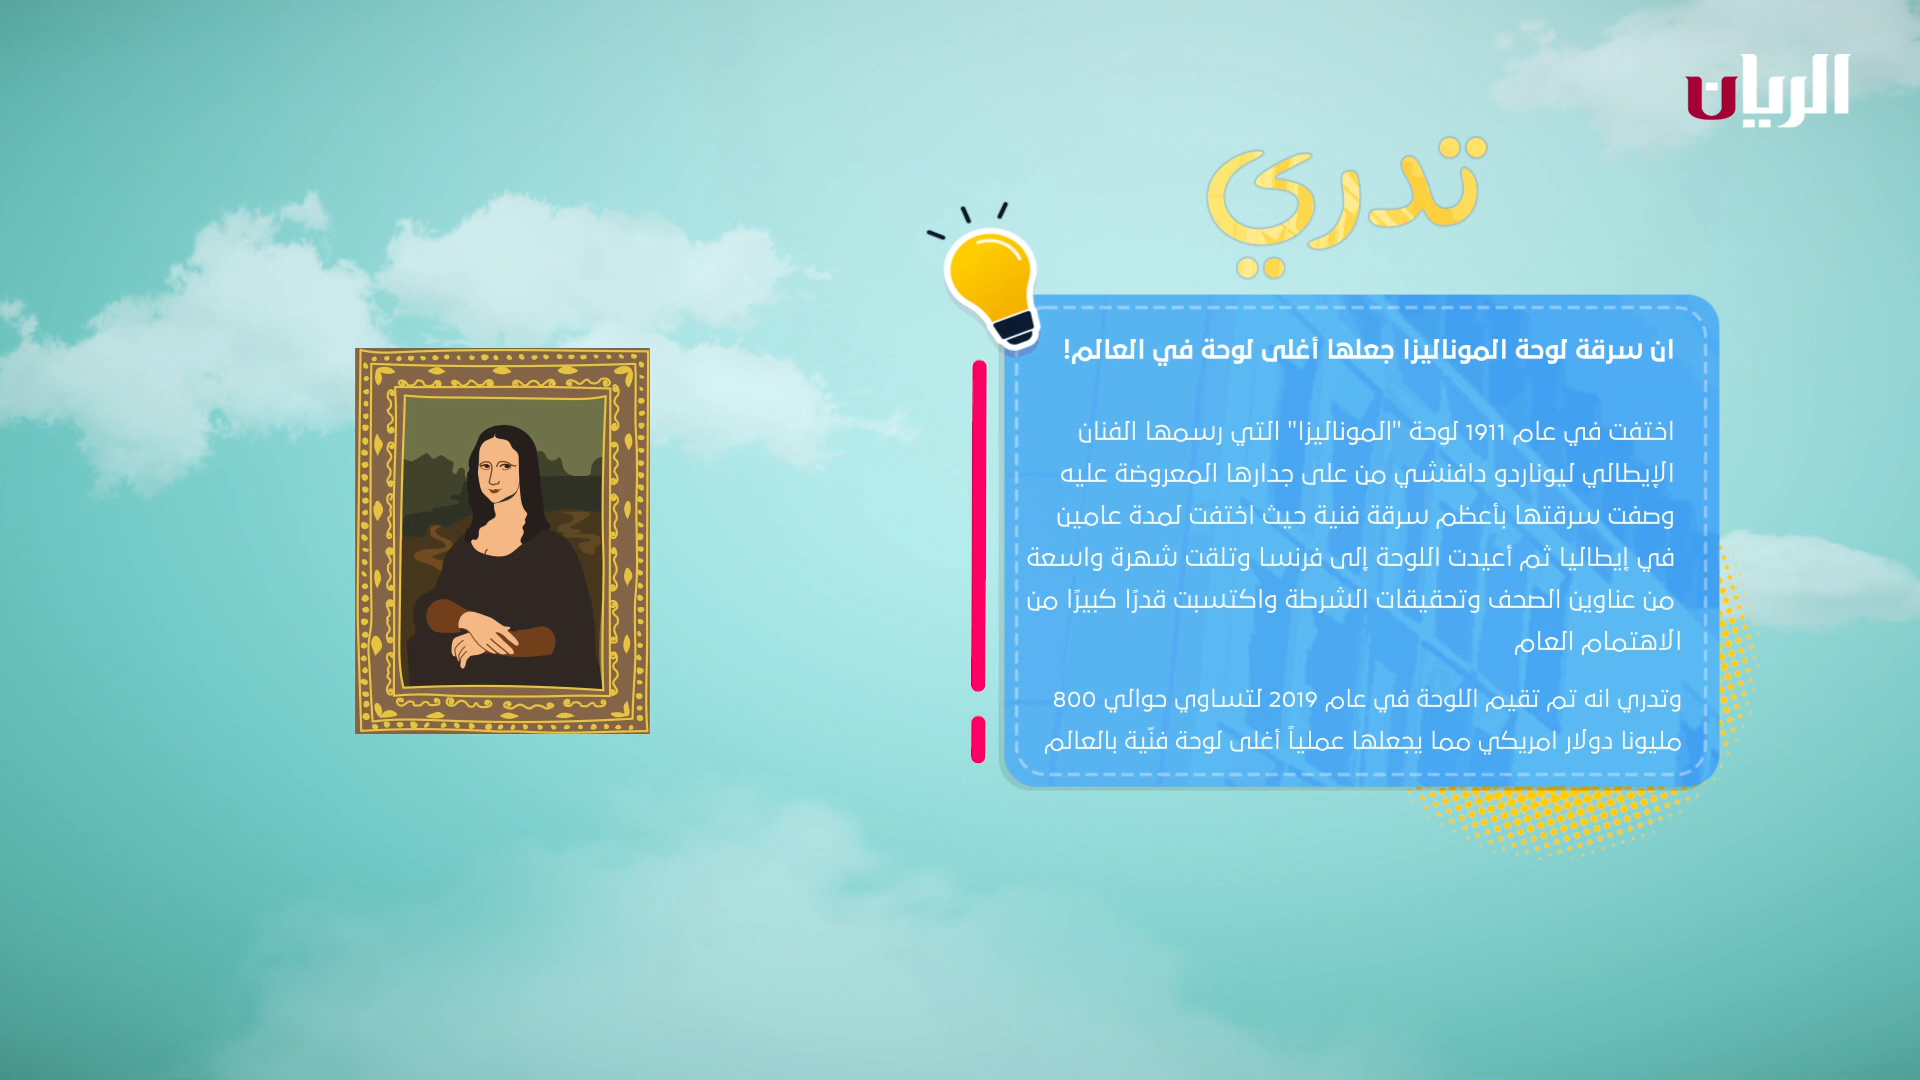 الريان
تدري
ان سرقة لوحة الموناليزا جعلها أغلى لوحة في العالم!
اختفت في عام 1911 لوحة "الموناليزا" التي رسمها الفنان
الإيطالي ليوناردو دافنشي من على جدارها المعروضة عليه
وصفت سرقتها بأعظم سرقة فنية حيث اختفت لمدة عامين
في إيطاليا ثم أعيدت اللوحة إلى فرنسا وتلقت شهرة واسعة
من عناوين الصحف وتحقيقات الشرطة واكتسبت قدرًا كبيرًا من
الاهتمام العام
وتدري انه تم تقيم اللوحة في عام 2019 لتساوي حوالي 800
مليونا دولار امريكي مما يجعلها عملياً أغلى لوحة فنّية بالعالم